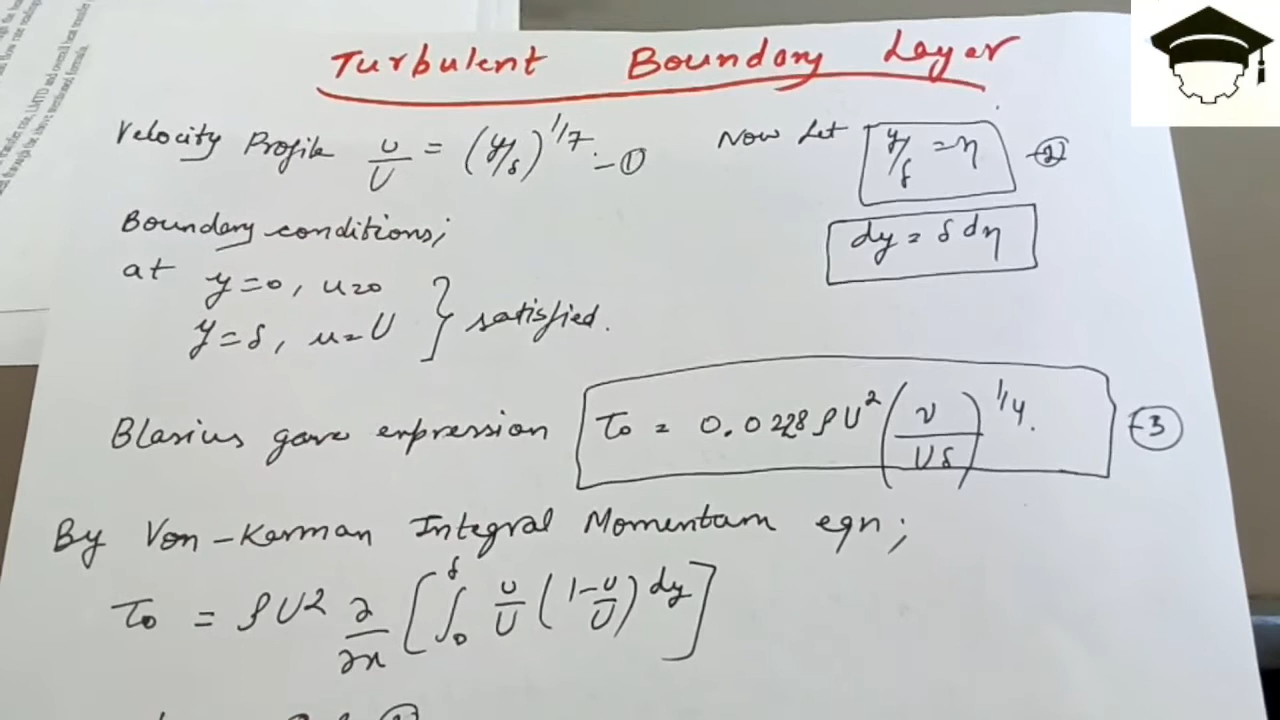 Turbulent Boundary Layer
Velocity Profile u/U = (y/δ)^1/7 - ①
Now Let y/δ = η - ②
dy = δ dη
Boundary conditions;
at y=0, u=0
y=δ, u=U } satisfied.
Blasius gave expression τ₀ = 0.0228 ρU² (ν/Uδ)^1/4. - ③
By Von-Karman Integral Momentum eqn;
τ₀ = ρU² ∂/∂x [∫₀^δ u/U (1-u/U) dy]